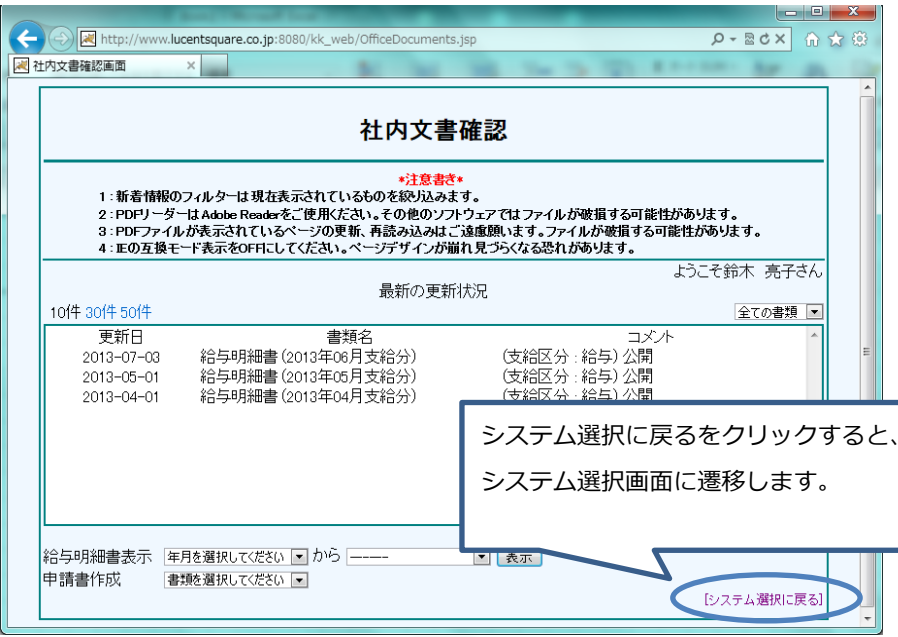 http://www.lucentsquare.co.jp:8080/kk_web/OfficeDocuments.jsp
社内文書確認画面
社内文書確認
*注意書き*
1：新着情報のフィルターは現在表示されているものを絞り込みます。
2：PDFリーダーはAdobe Readerをご使用ください。その他のソフトウェアではファイルが破損する可能性があります。
3：PDFファイルが表示されているページの更新、再読み込みはご遠慮願います。ファイルが破損する可能性があります。
4：IEの互換モード表示をOFFにしてください。ページデザインが崩れ見づらくなる恐れがあります。
ようこそ鈴木 亮子さん
最新の更新状況
10件 30件 50件 全ての書類
更新日 書類名 コメント
2013-07-03 給与明細書(2013年06月支給分) (支給区分：給与) 公開
2013-05-01 給与明細書(2013年05月支給分) (支給区分：給与) 公開
2013-04-01 給与明細書(2013年04月支給分) (支給区分：給与) 公開
システム選択に戻るをクリックすると、
システム選択画面に遷移します。
給与明細書表示 年月を選択してください から ------ 表示
申請書作成 書類を選択してください
[システム選択に戻る]